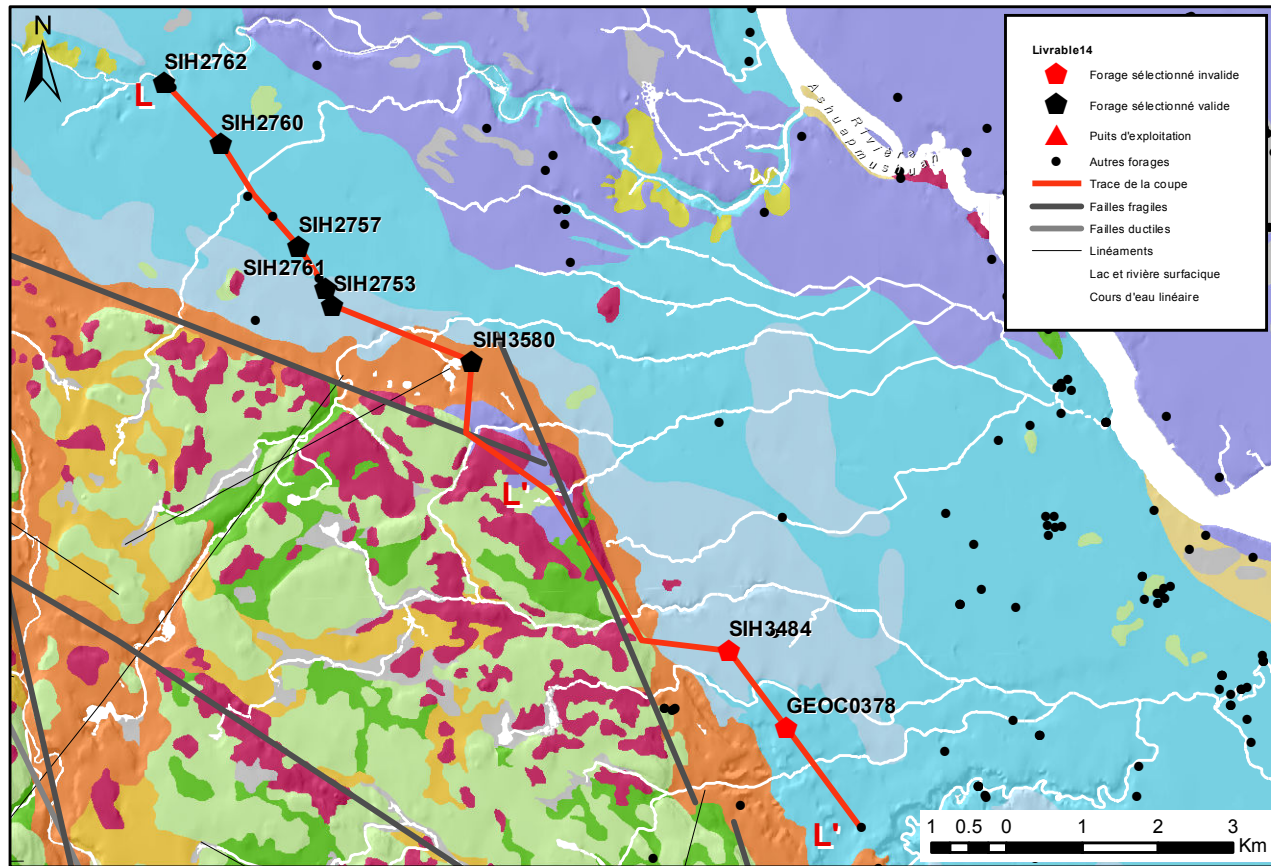 N
SIH2762
L
SIH2760
SIH2757
SIH2761
SIH2753
SIH3580
L'
SIH3484
GEOC0378
L'
Rivière
Ashuapmushuan
Livrable14
Forage sélectionné invalide
Forage sélectionné valide
Puits d'exploitation
Autres forages
Trace de la coupe
Failles fragiles
Failles ductiles
Linéaments
Lac et rivière surfacique
Cours d'eau linéaire
1 0.5 0 1 2 3
Km